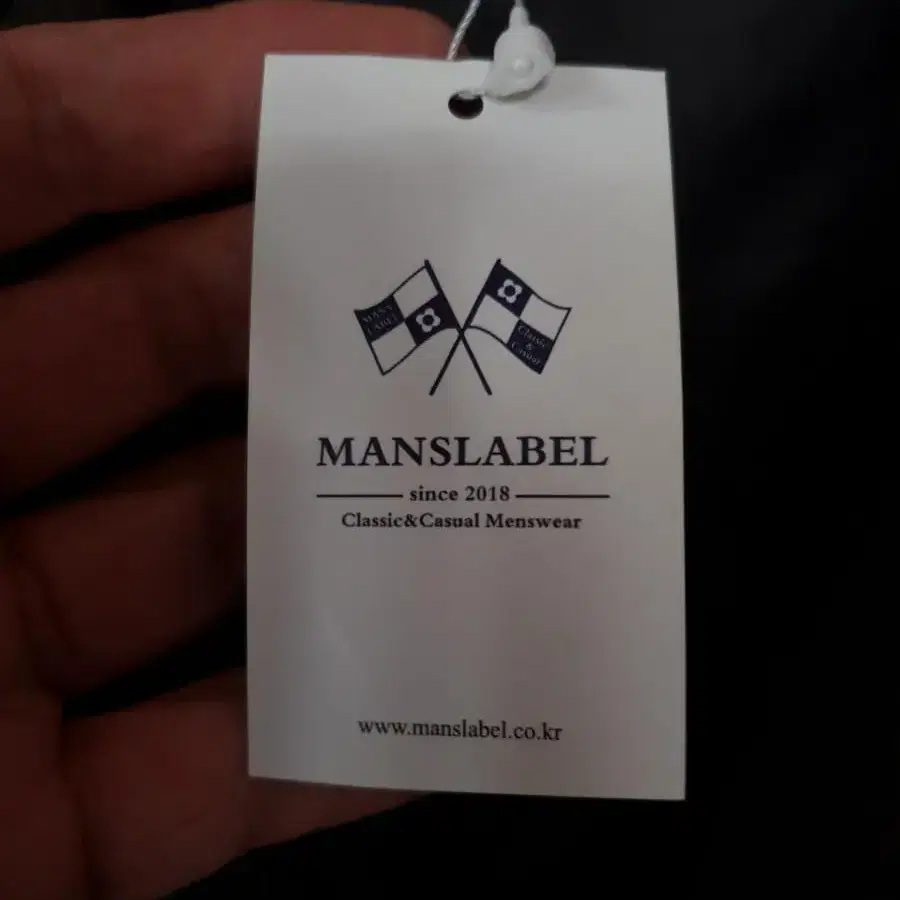 MANS
LABEL
Classic
&
Casual
MANSLABEL
since 2018
Classic&Casual Menswear
www.manslabel.co.kr